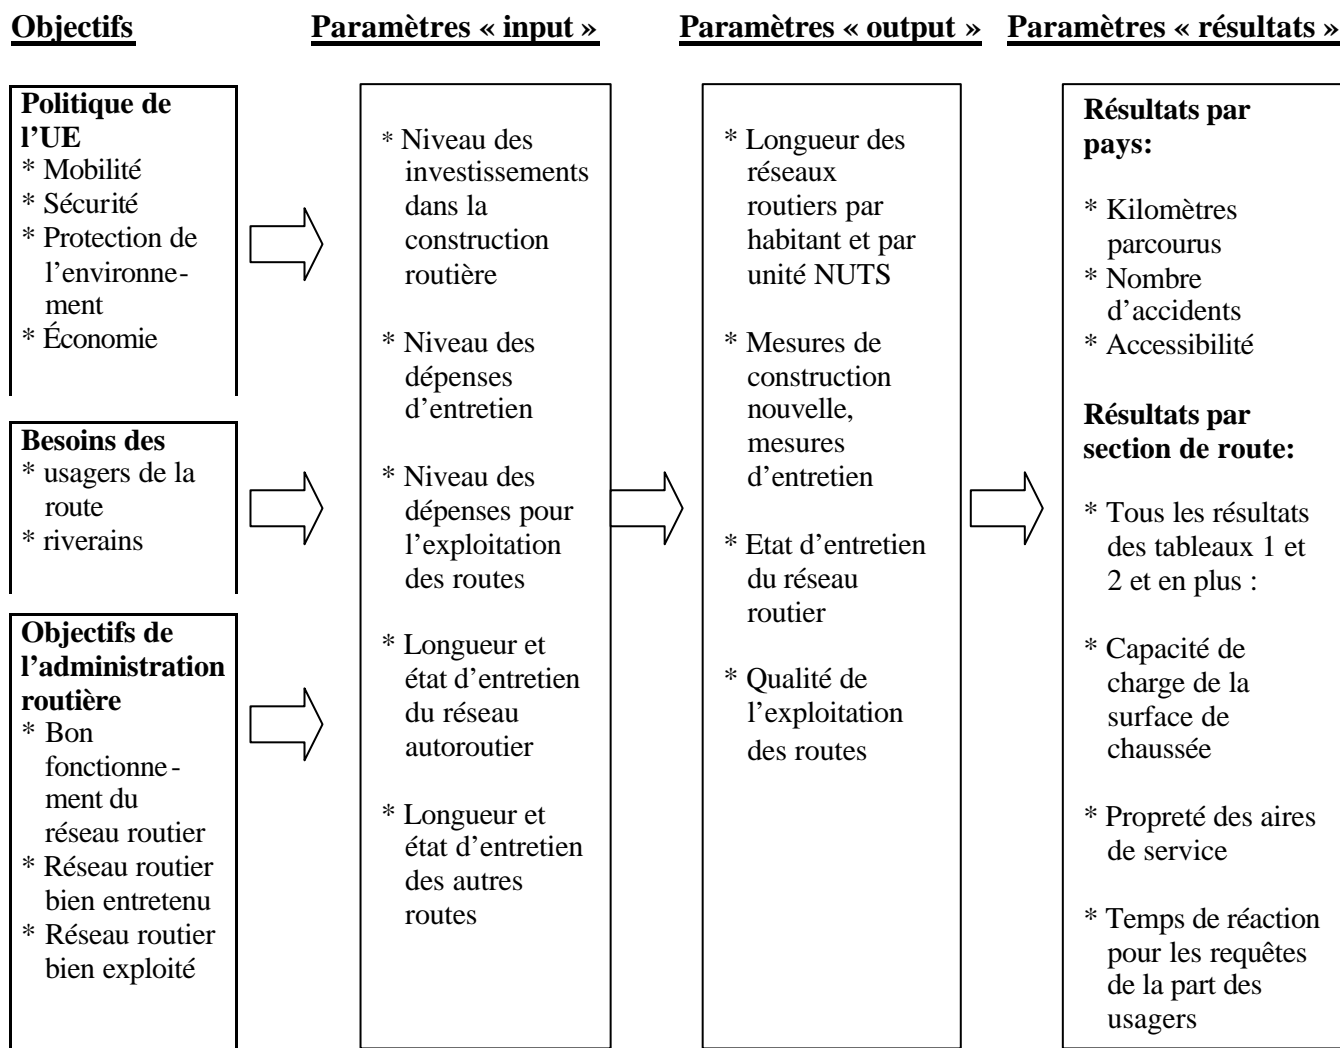 Objectifs
Paramètres « input »
Paramètres « output »
Paramètres « résultats »
Politique de
l’UE
* Mobilité
* Sécurité
* Protection de
l’environne-
ment
* Économie
Besoins des
* usagers de la
route
* riverains
Objectifs de
l’administration
routière
* Bon
fonctionne-
ment du
réseau routier
* Réseau routier
bien entretenu
* Réseau routier
bien exploité
* Niveau des
investissements
dans la
construction
routière
* Niveau des
dépenses
d’entretien
* Niveau des
dépenses pour
l’exploitation
des routes
* Longueur et
état d’entretien
du réseau
autoroutier
* Longueur et
état d’entretien
des autres
routes
* Longueur des
réseaux
routiers par
habitant et par
unité NUTS
* Mesures de
construction
nouvelle,
mesures
d’entretien
* Etat d’entretien
du réseau
routier
* Qualité de
l’exploitation
des routes
Résultats par
pays:
* Kilomètres
parcourus
* Nombre
d’accidents
* Accessibilité
Résultats par
section de route:
* Tous les résultats
des tableaux 1 et
2 et en plus :
* Capacité de
charge de la
surface de
chaussée
* Propreté des aires
de service
* Temps de réaction
pour les requêtes
de la part des
usagers